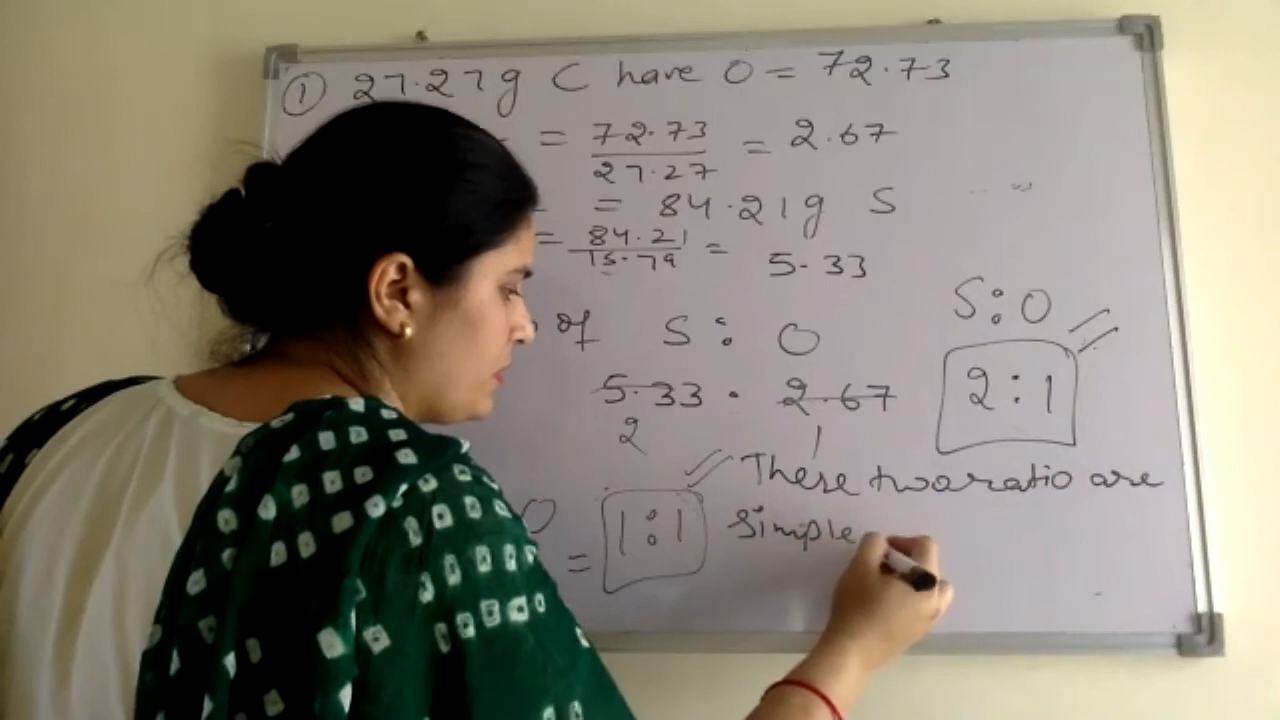 ① 27.27g C have O = 72.73
= 72.73 / 27.27 = 2.67
= 84.21g S
= 84.21 / 15.79 = 5.33
of S : O
5.33 : 2.67
2 1
S:O
2:1
O = 1:1
These two ratio are
Simple